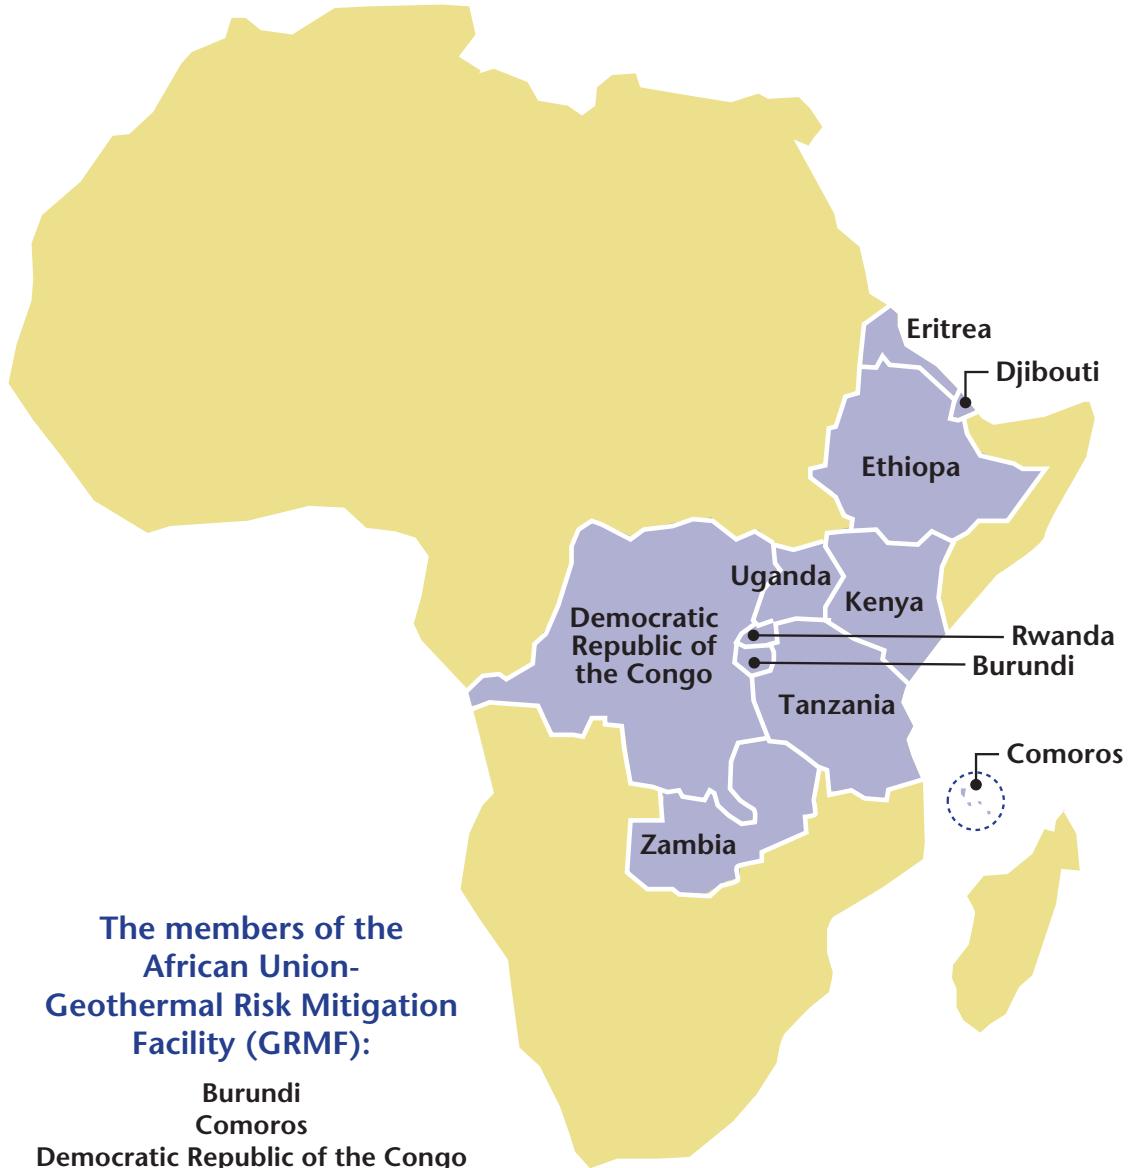 Eritrea
Djibouti
Ethiopa
Uganda
Kenya
Democratic
Republic of
the Congo
Rwanda
Burundi
Tanzania
Comoros
Zambia
The members of the
African Union-
Geothermal Risk Mitigation
Facility (GRMF):
Burundi
Comoros
Democratic Republic of the Congo